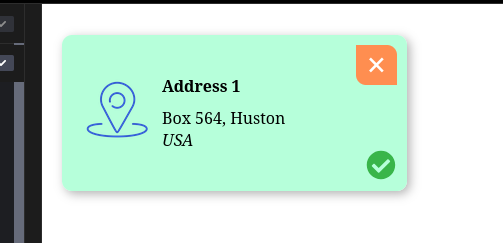 Address 1
Box 564, Huston
USA